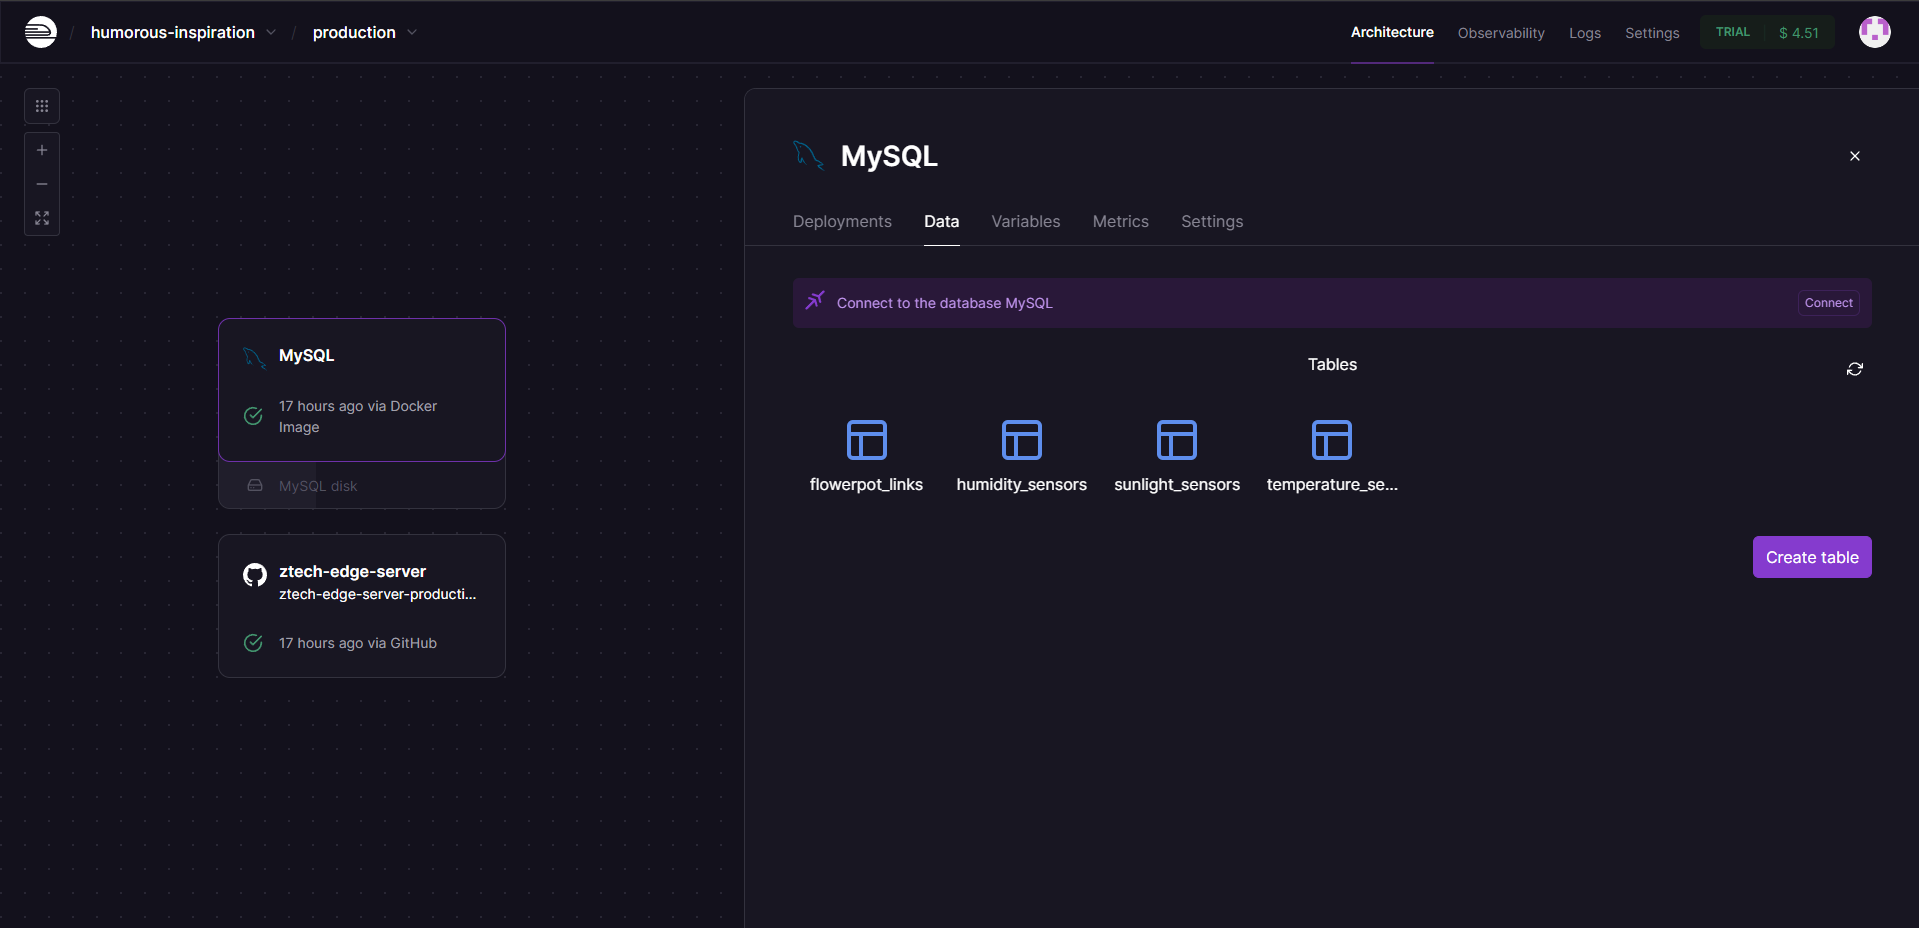 / humorous-inspiration / production
Architecture Observability Logs Settings TRIAL $ 4.51
MySQL
17 hours ago via Docker
Image
MySQL disk
ztech-edge-server
ztech-edge-server-producti...
17 hours ago via GitHub
MySQL
Deployments Data Variables Metrics Settings
Connect to the database MySQL Connect
Tables
flowerpot_links humidity_sensors sunlight_sensors temperature_se...
Create table